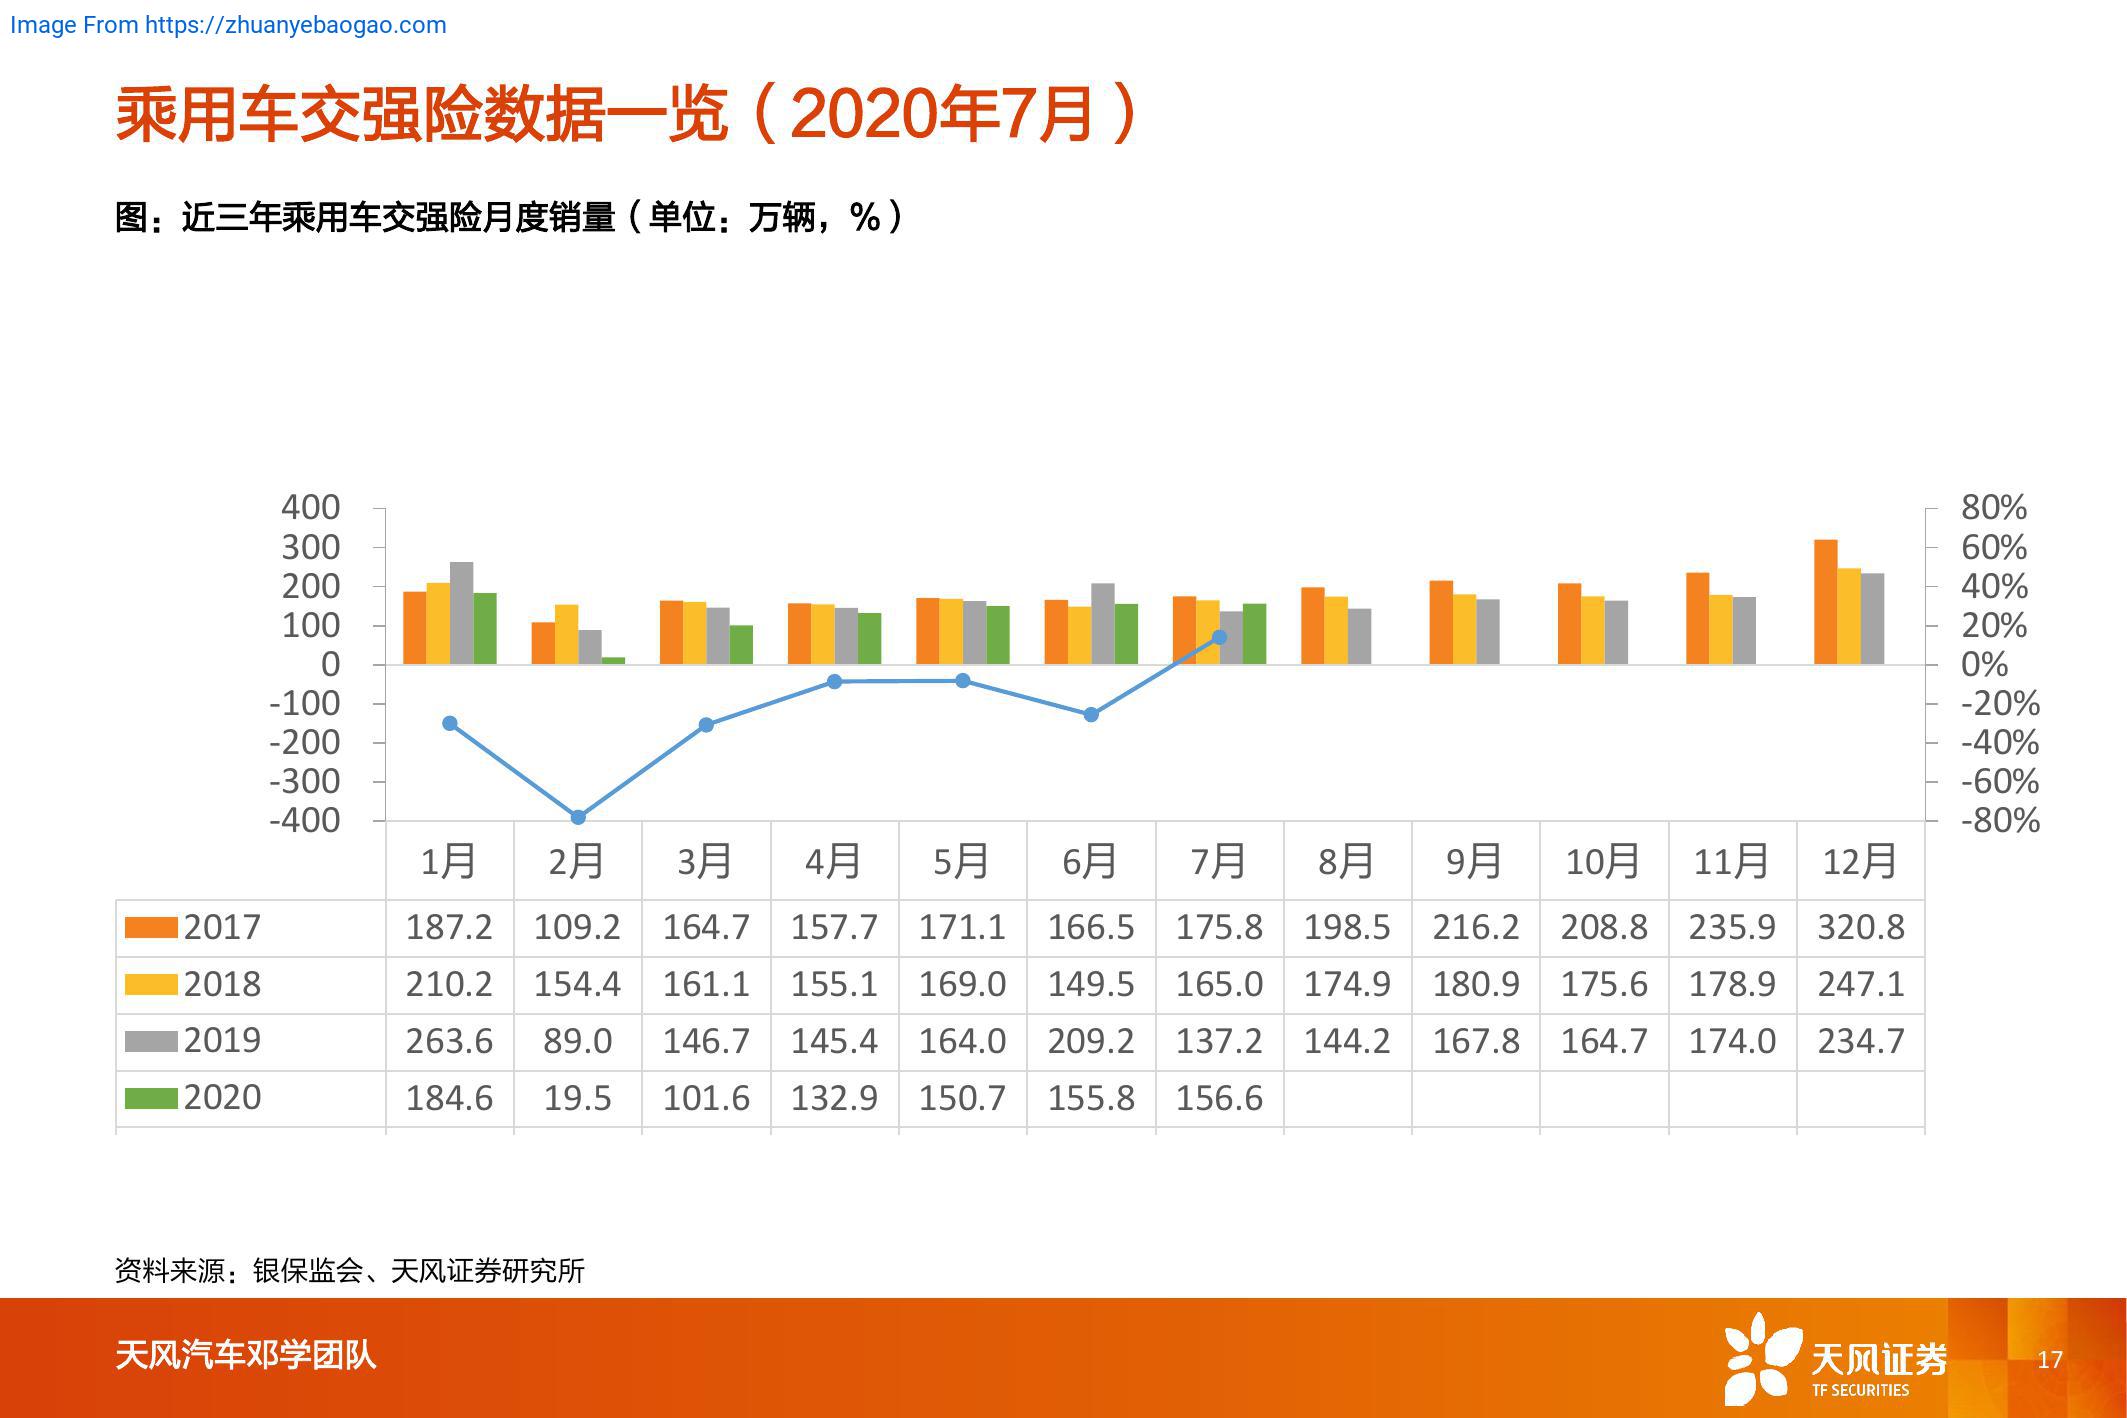 Image From https://zhuanyebaogao.com
乘用车交强险数据一览（2020年7月）
图：近三年乘用车交强险月度销量（单位：万辆，%）
400 80%
300 60%
200 40%
100 20%
0 0%
-100 -20%
-200 -40%
-300 -60%
-400 -80%
1月 2月 3月 4月 5月 6月 7月 8月 9月 10月 11月 12月
2017 187.2 109.2 164.7 157.7 171.1 166.5 175.8 198.5 216.2 208.8 235.9 320.8
2018 210.2 154.4 161.1 155.1 169.0 149.5 165.0 174.9 180.9 175.6 178.9 247.1
2019 263.6 89.0 146.7 145.4 164.0 209.2 137.2 144.2 167.8 164.7 174.0 234.7
2020 184.6 19.5 101.6 132.9 150.7 155.8 156.6
资料来源：银保监会、天风证券研究所
天风汽车邓学团队
天风证券
TF SECURITIES
17